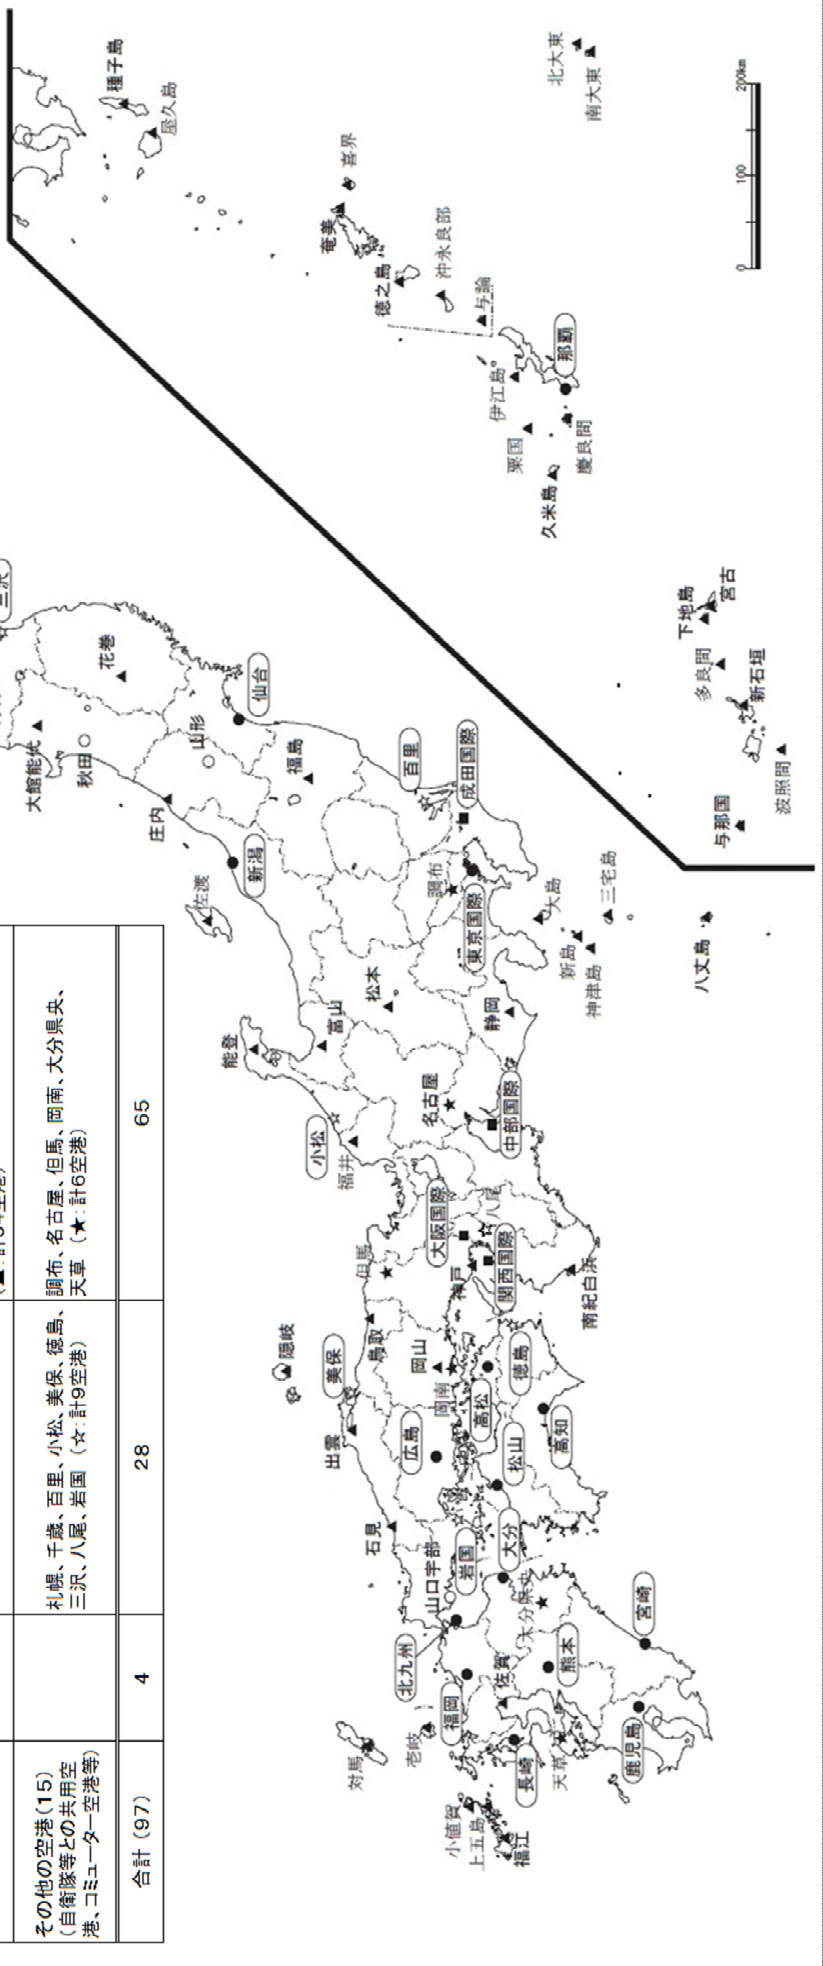 (▲:計54空港)
その他の空港(15)
(自衛隊等との共用空
港、コミューター空港等)
札幌、千歳、百里、小松、美保、徳島、
三沢、八尾、岩国 (☆:計9空港)
調布、名古屋、但馬、岡南、大分県央、
天草 (★:計6空港)
合計(97)
4
28
65
三沢
大館能代
秋田
花巻
庄内
山形
仙台
佐渡
新潟
福島
百里
成田国際
調布
東京国際
能登
富山
松本
静岡
大島
新島
神津島
三宅島
八丈島
小松
福井
名古屋
中部国際
但馬
大阪国際
八尾
神戸
関西国際
南紀白浜
隠岐
美保
鳥取
出雲
岡山
岡南
広島
高松
徳島
松山
高知
石見
山口宇部
岩国
大分
大分県央
北九州
福岡
佐賀
熊本
宮崎
対馬
壱岐
長崎
天草
鹿児島
小値賀
上五島
福江
種子島
屋久島
奄美
喜界
徳之島
沖永良部
与論
伊江島
那覇
粟国
慶良間
久米島
北大東
南大東
下地島
宮古
多良間
新石垣
与那国
波照間
0
100
200km